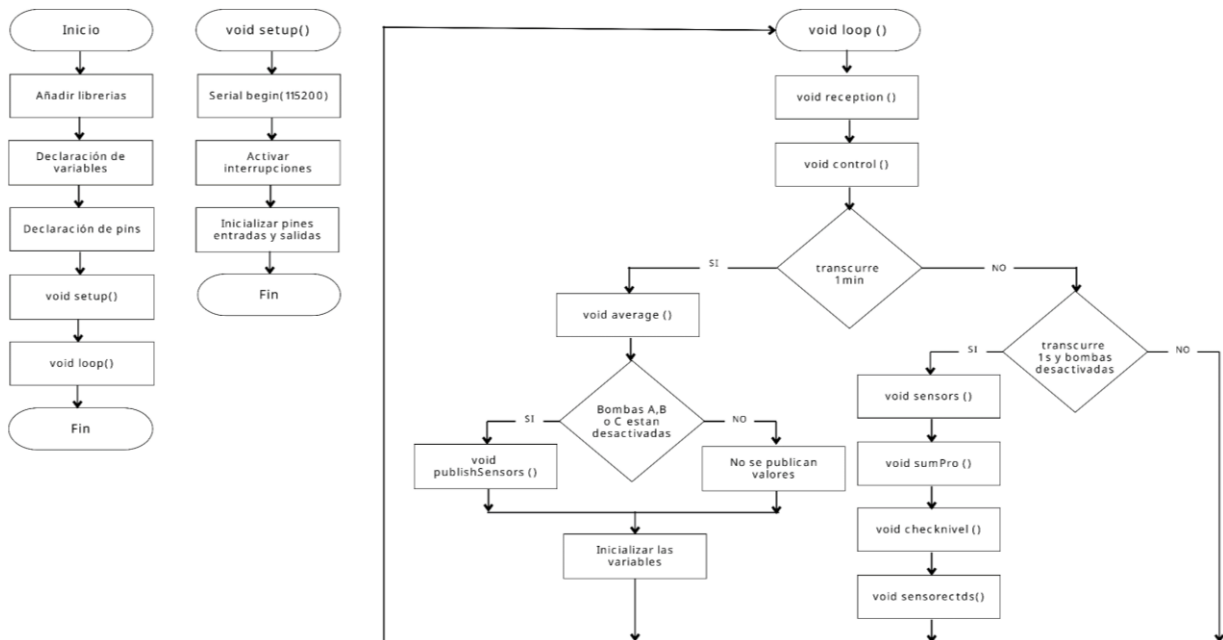 Inicio
Añadir librerias
Declaración de
variables
Declaración de pins
void setup()
void loop()
Fin
void setup()
Serial begin(115200)
Activar
interrupciones
Inicializar pines
entradas y salidas
Fin
void loop ()
void reception ()
void control ()
transcurre
1min
SI
NO
void average ()
Bombas A,B
o C estan
desactivadas
SI
NO
void
publishSensors ()
No se publican
valores
Inicializar las
variables
transcurre
1s y bombas
desactivadas
SI
NO
void sensors ()
void sumPro ()
void checknivel ()
void sensorectds()